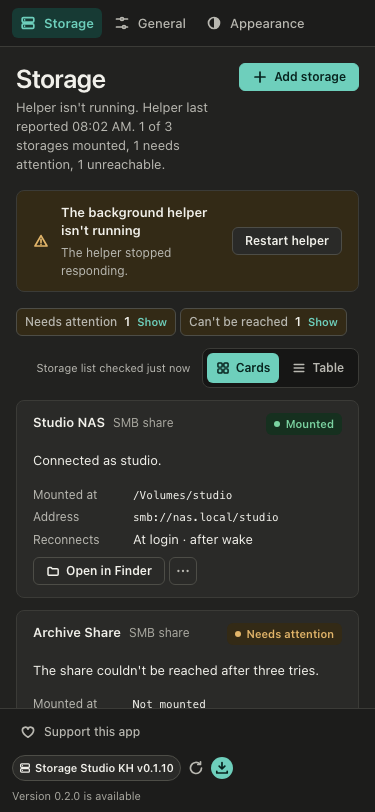 Storage General Appearance
Storage
Add storage
Helper isn't running. Helper last
reported 08:02 AM. 1 of 3
storages mounted, 1 needs
attention, 1 unreachable.
The background helper
isn't running
The helper stopped
responding.
Restart helper
Needs attention 1 Show Can't be reached 1 Show
Storage list checked just now Cards Table
Studio NAS SMB share Mounted
Connected as studio.
Mounted at /Volumes/studio
Address smb://nas.local/studio
Reconnects At login · after wake
Open in Finder ···
Archive Share SMB share Needs attention
The share couldn't be reached after three tries.
Mounted at Not mounted
Support this app
Storage Studio KH v0.1.10
Version 0.2.0 is available